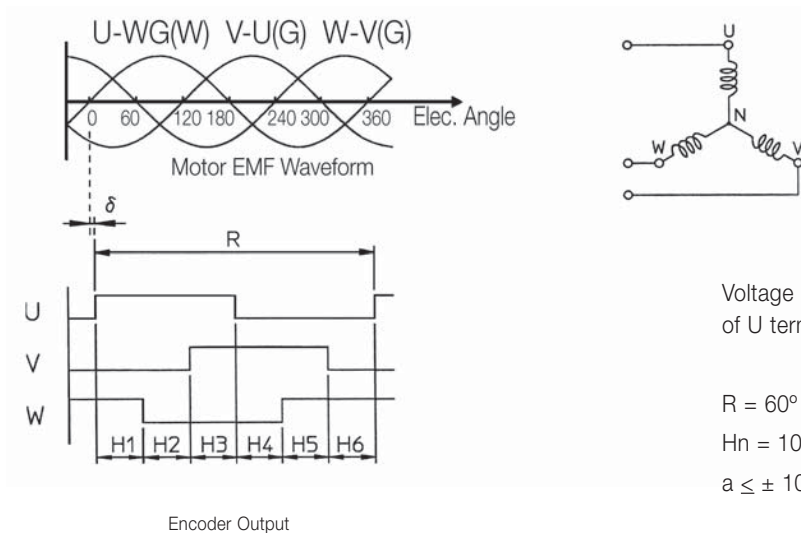 U-WG(W) V-U(G) W-V(G)
0 60 120 180 240 300 360 Elec. Angle
Motor EMF Waveform
δ
R
U
V
W
H1 H2 H3 H4 H5 H6
Encoder Output
U
N
W
V
Voltage
of U
R = 60º
Hn = 10
a ≤ ± 10